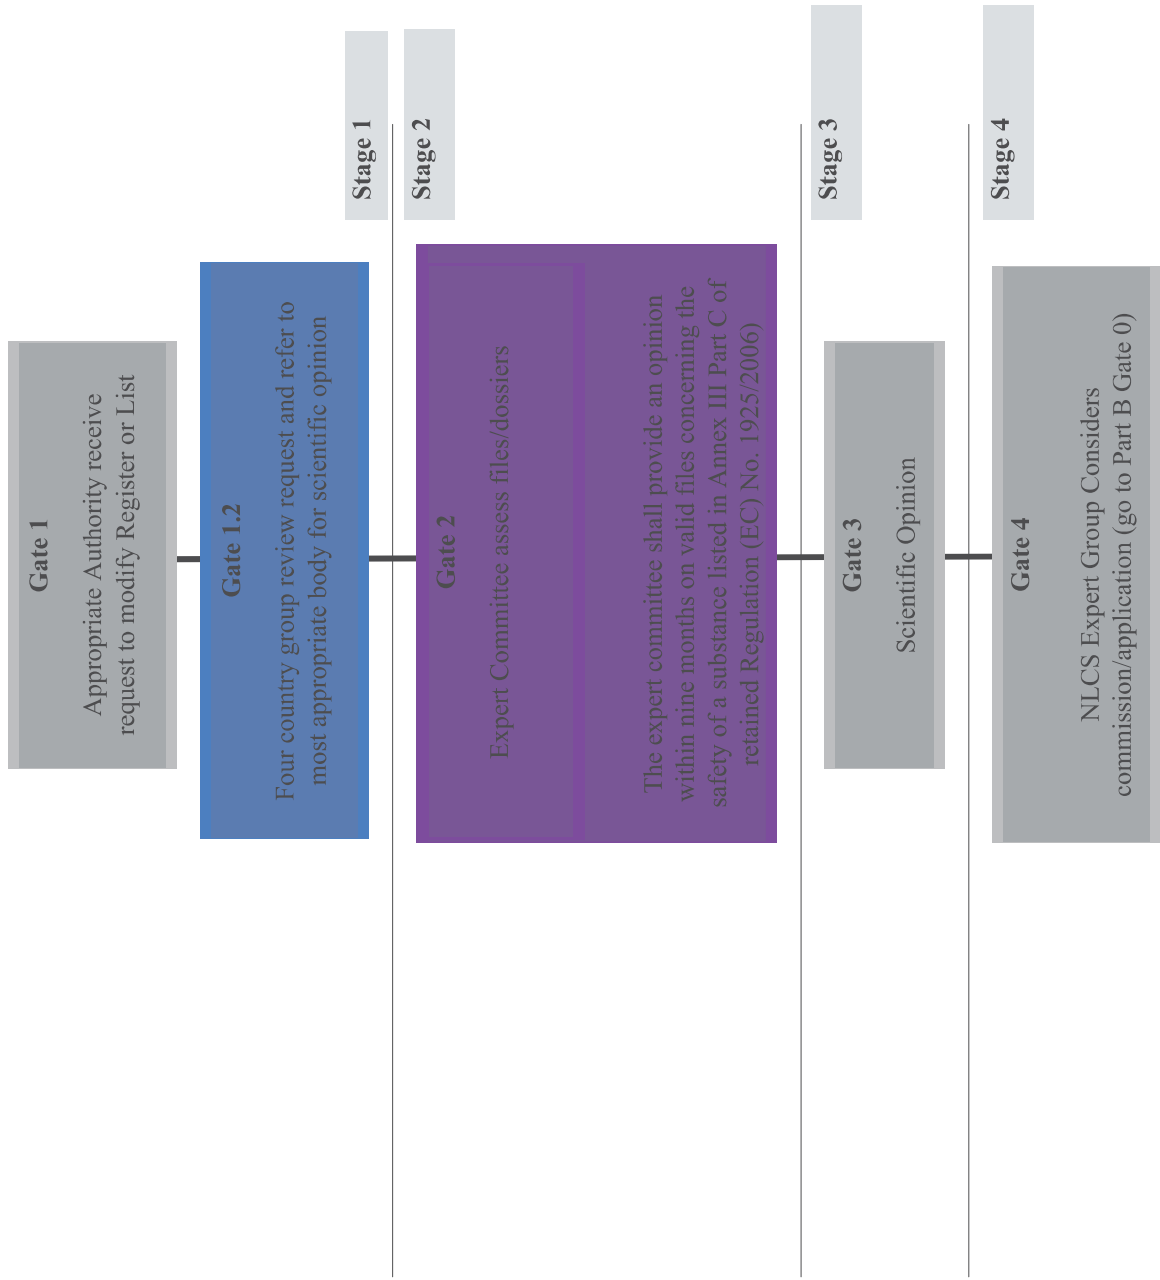 Gate 1
Appropriate Authority receive
request to modify Register or List
Gate 1.2
Four country group review request and refer to
most appropriate body for scientific opinion
Stage 1
Stage 2
Gate 2
Expert Committee assess files/dossiers
The expert committee shall provide an opinion
within nine months on valid files concerning the
safety of a substance listed in Annex III Part C of
retained Regulation (EC) No. 1925/2006)
Stage 3
Gate 3
Scientific Opinion
Stage 4
Gate 4
NLCS Expert Group Considers
commission/application (go to Part B Gate 0)